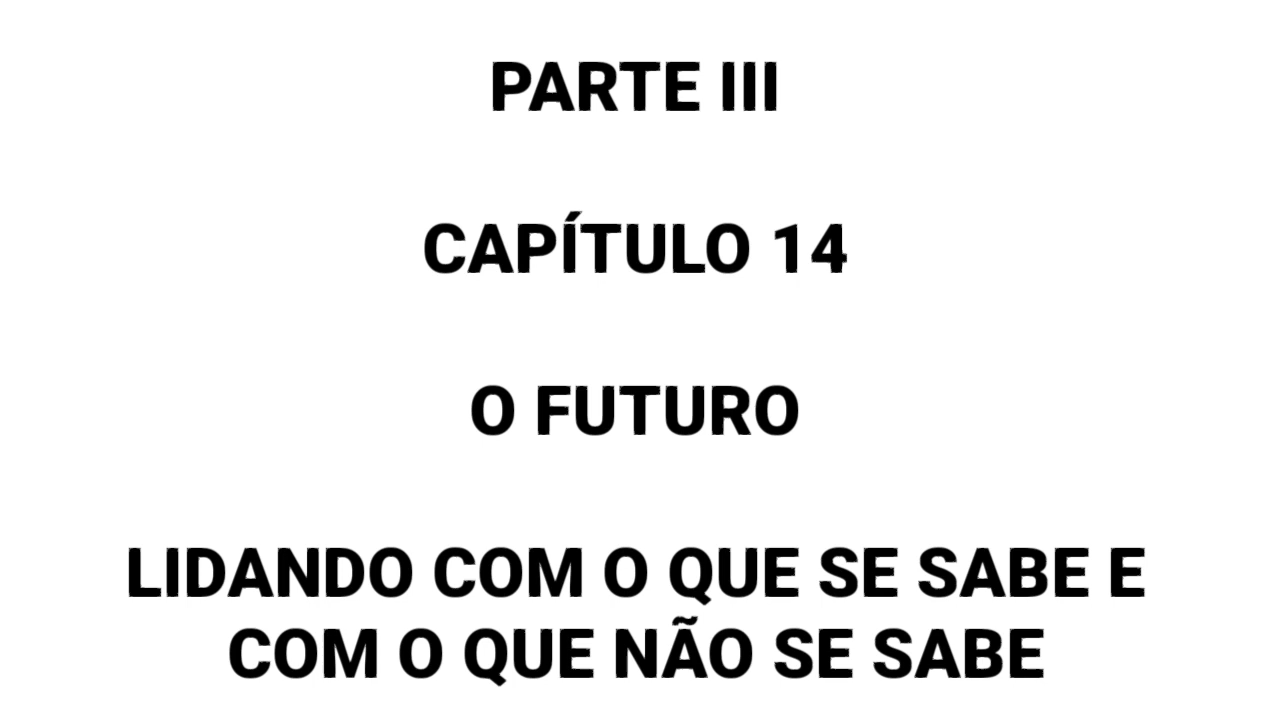 PARTE III
CAPÍTULO 14
O FUTURO
LIDANDO COM O QUE SE SABE E
COM O QUE NÃO SE SABE